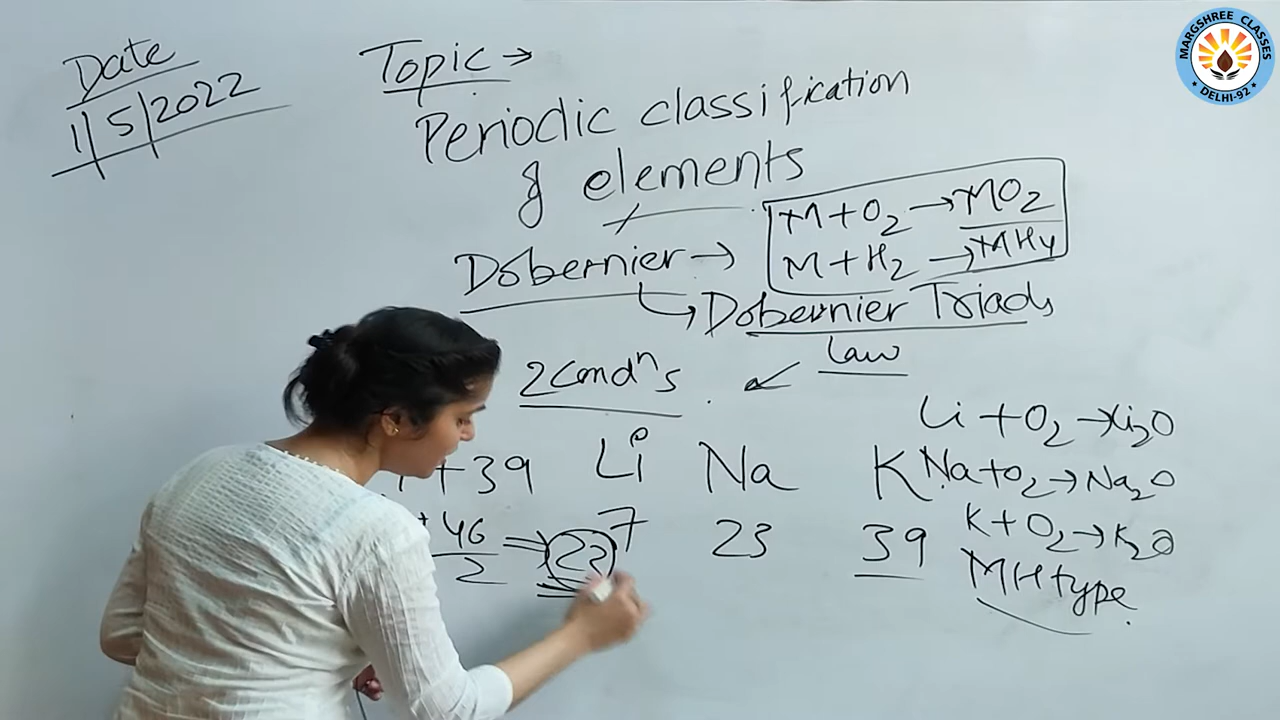 Date
1/5/2022
Topic →
Periodic classification
of elements
M + O2 → MO2
M + H2 → MHy
Dobernier →
Dobernier Triads
Law
2 condns
Li + O2 → Li2O
+ 39 Li Na K Na + O2 → Na2O
46/2 ⇒ 23 7 23 39 K + O2 → K2O
MH type
MARGSHREE CLASSES
DELHI-92